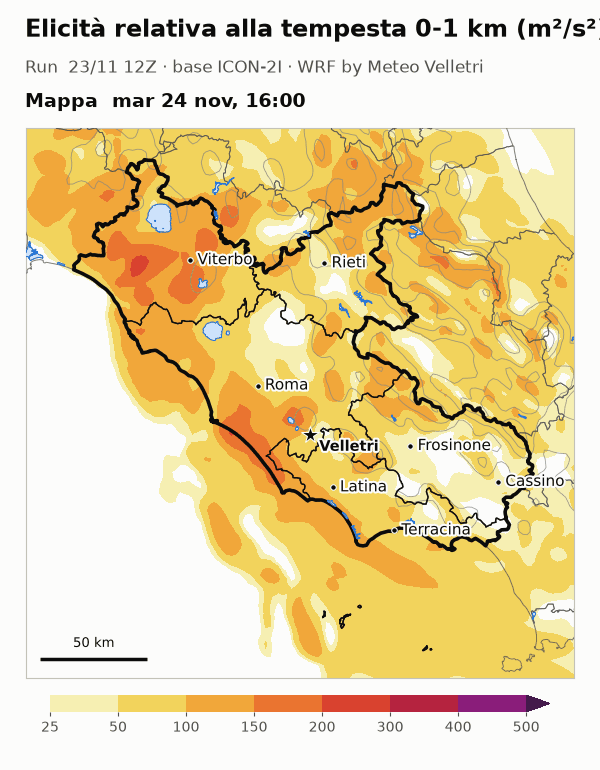 Elicità relativa alla tempesta 0-1 km (m²/s²)
Run  23/11 12Z · base ICON-2I · WRF by Meteo Velletri
Mappa  mar 24 nov, 16:00
Viterbo
Rieti
Roma
Velletri
Frosinone
Latina
Cassino
Terracina
50 km
25 50 100 150 200 300 400 500